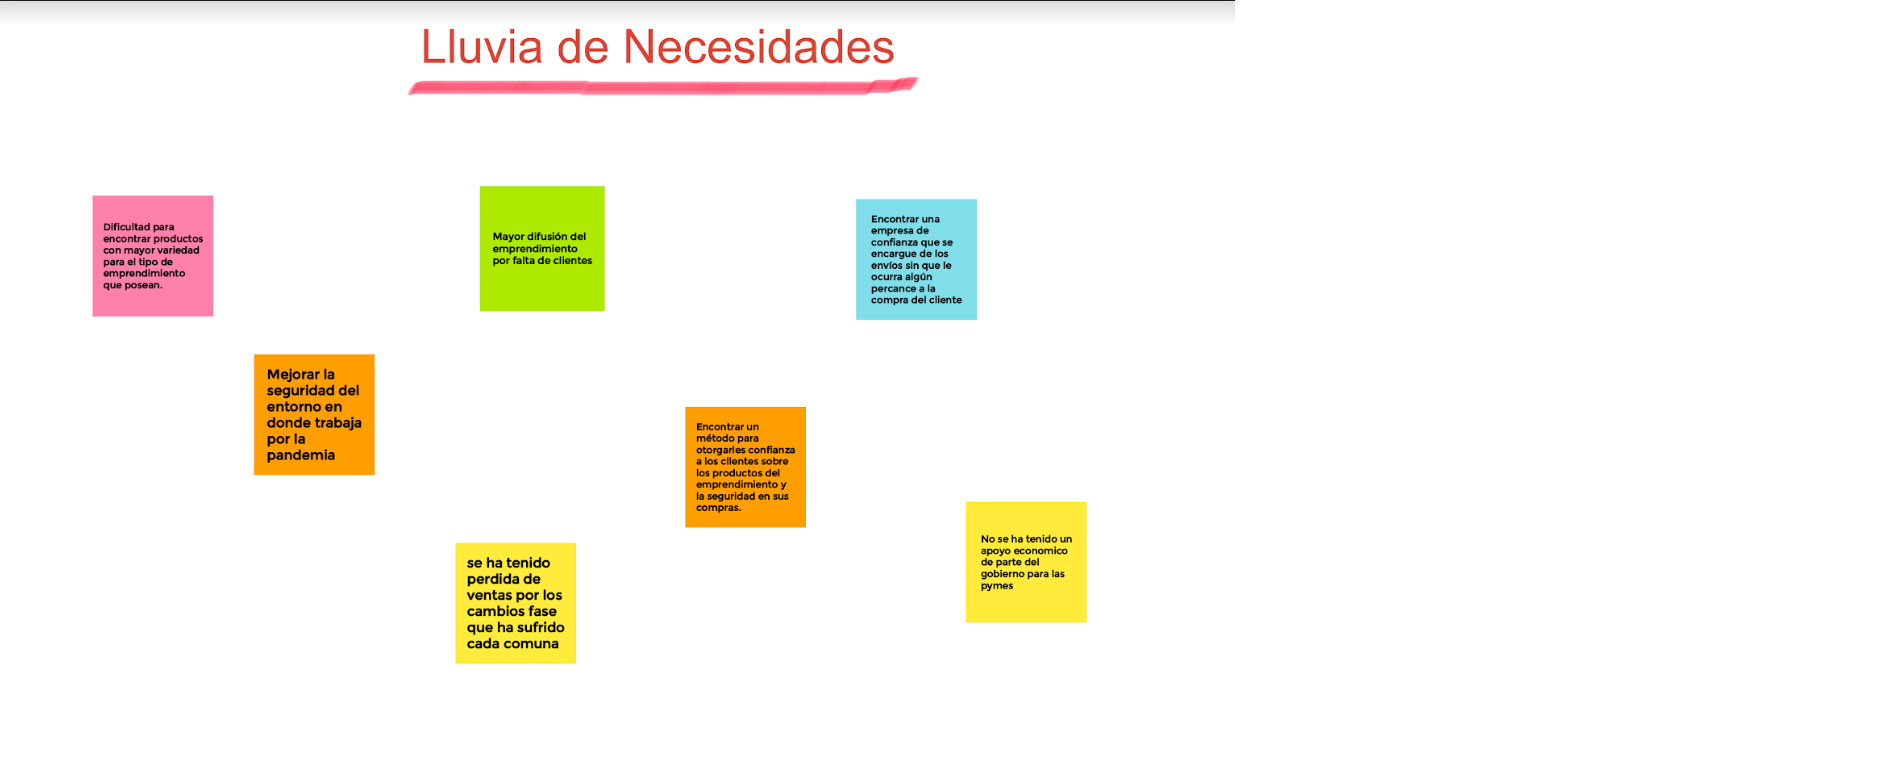 Lluvia de Necesidades
Dificultad para
encontrar productos
con mayor variedad
para el tipo de
emprendimiento
que posean.
Mayor difusión del
emprendimiento
por falta de clientes
Encontrar una
empresa de
confianza que se
encargue de los
envíos sin que le
ocurra algún
percance a la
compra del cliente
Mejorar la
seguridad del
entorno en
donde trabaja
por la
pandemia
Encontrar un
método para
otorgarles confianza
a los clientes sobre
los productos del
emprendimiento y
la seguridad en sus
compras.
se ha tenido
perdida de
ventas por los
cambios fase
que ha sufrido
cada comuna
No se ha tenido un
apoyo economico
de parte del
gobierno para las
pymes